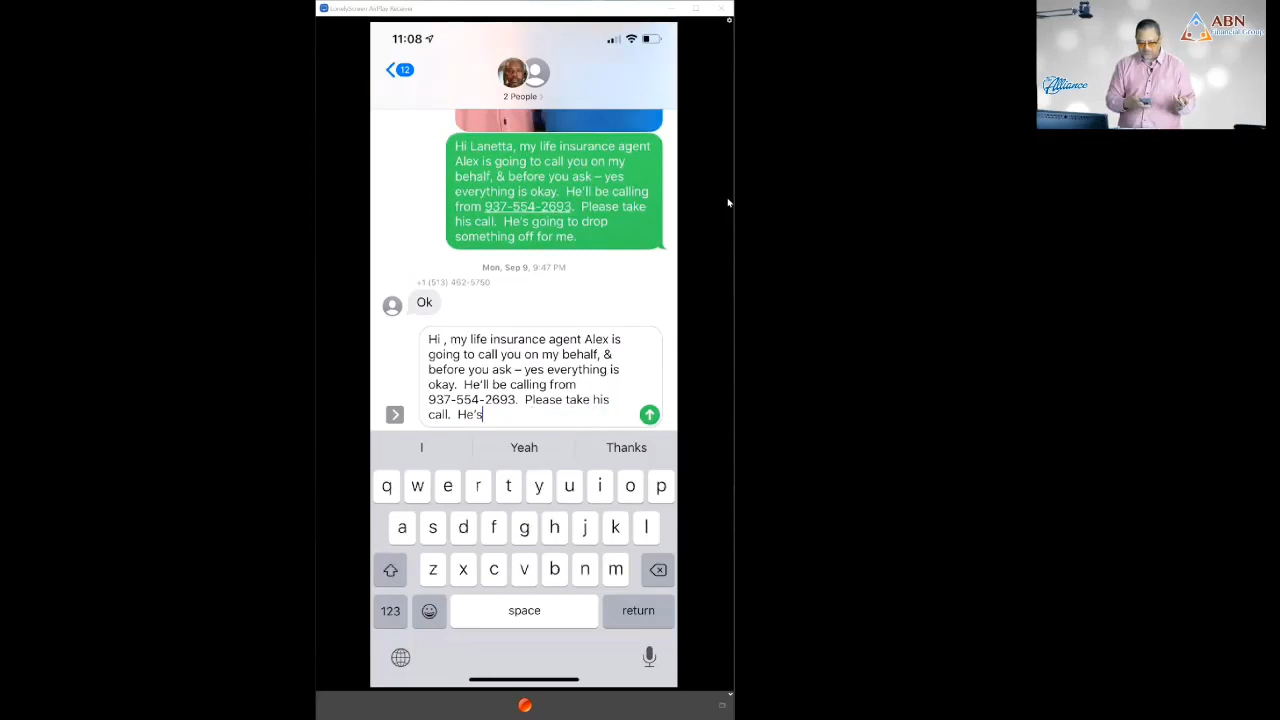 LonelyScreen AirPlay Receiver
11:08
12
2 People
Hi Lanetta, my life insurance agent
Alex is going to call you on my
behalf, & before you ask – yes
everything is okay.  He'll be calling
from 937-554-2693.  Please take
his call.  He's going to drop
something off for me.
Mon, Sep 9, 9:47 PM
+1 (513) 462-5750
Ok
Hi , my life insurance agent Alex is
going to call you on my behalf, &
before you ask – yes everything is
okay.  He'll be calling from
937-554-2693.  Please take his
call.  He's
I Yeah Thanks
q w e r t y u i o p
a s d f g h j k l
z x c v b n m
123 space return
ABN
Financial Group
Alliance